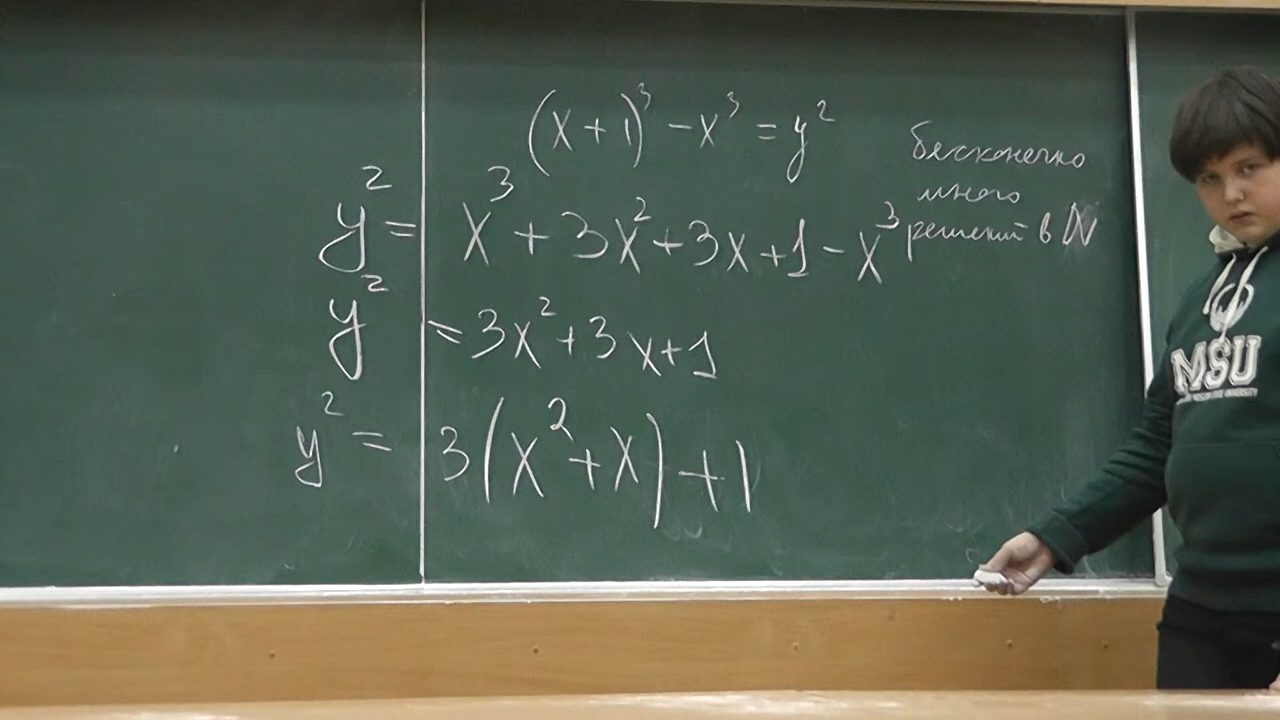 (x+1)³ - x³ = y²
бесконечно
много
решений в N
y² = x³ + 3x² + 3x + 1 - x³
y² = 3x² + 3x + 1
y² = 3(x² + x) + 1
MSU